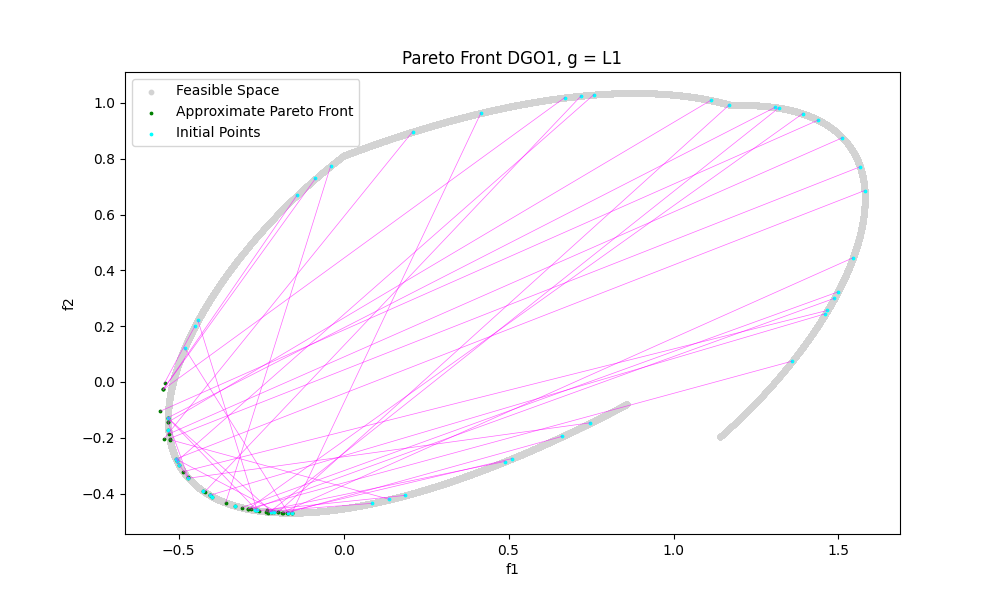 Pareto Front DGO1, g = L1
Feasible Space
Approximate Pareto Front
Initial Points
f2
1.0
0.8
0.6
0.4
0.2
0.0
−0.2
−0.4
−0.5
0.0
0.5
1.0
1.5
f1